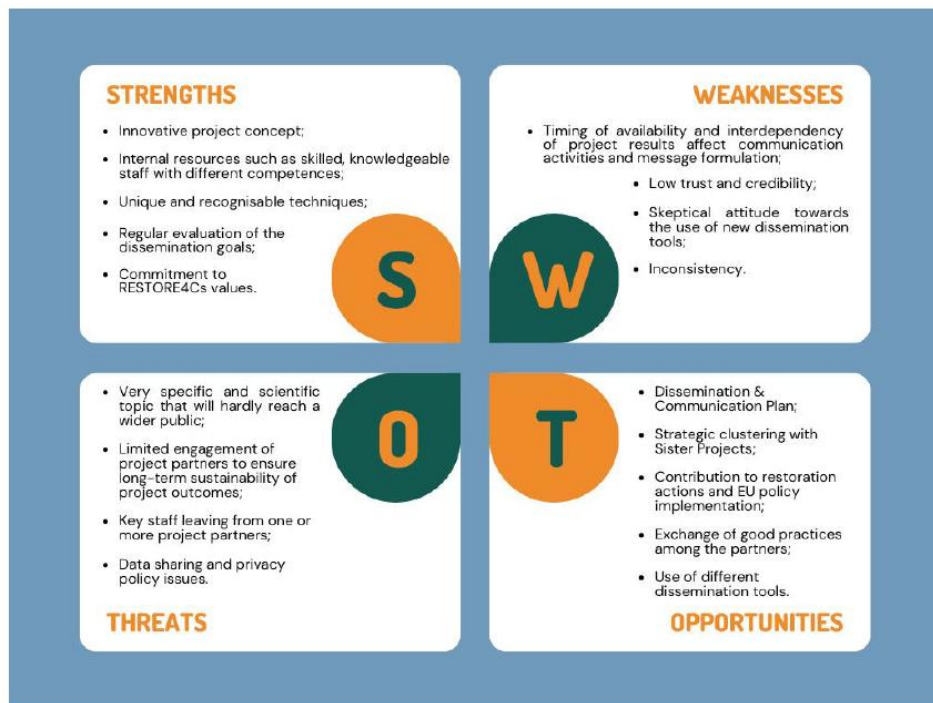 STRENGTHS
• Innovative project concept;
• Internal resources such as skilled, knowledgeable
staff with different competences;
• Unique and recognisable techniques;
• Regular evaluation of the
dissemination goals;
• Commitment to
RESTORE4Cs values.
S
WEAKNESSES
• Timing of availability and interdependency
of project results affect communication
activities and message formulation;
• Low trust and credibility;
• Skeptical attitude towards
the use of new dissemination
tools;
• Inconsistency.
W
• Very specific and scientific
topic that will hardly reach a
wider public;
• Limited engagement of
project partners to ensure
long-term sustainability of
project outcomes;
• Key staff leaving from one or
more project partners;
• Data sharing and privacy
policy issues.
O
THREATS
T
• Dissemination &
Communication Plan;
• Strategic clustering with
Sister Projects;
• Contribution to restoration
actions and EU policy
implementation;
• Exchange of good practices
among the partners;
• Use of different
dissemination tools.
OPPORTUNITIES